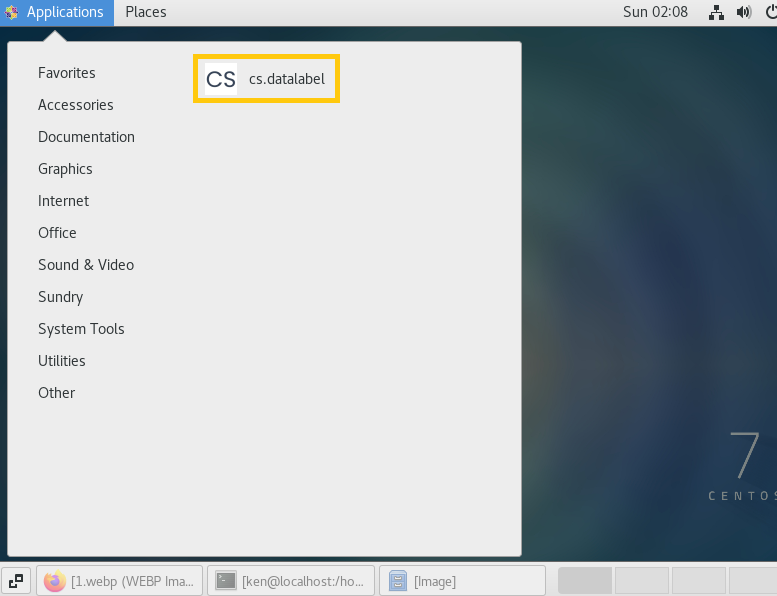 Applications Places Sun 02:08
Favorites
CS cs.datalabel
Accessories
Documentation
Graphics
Internet
Office
Sound & Video
Sundry
System Tools
Utilities
Other
7
CENTOS
[1.webp (WEBP Ima... [ken@localhost:/ho... [Image]